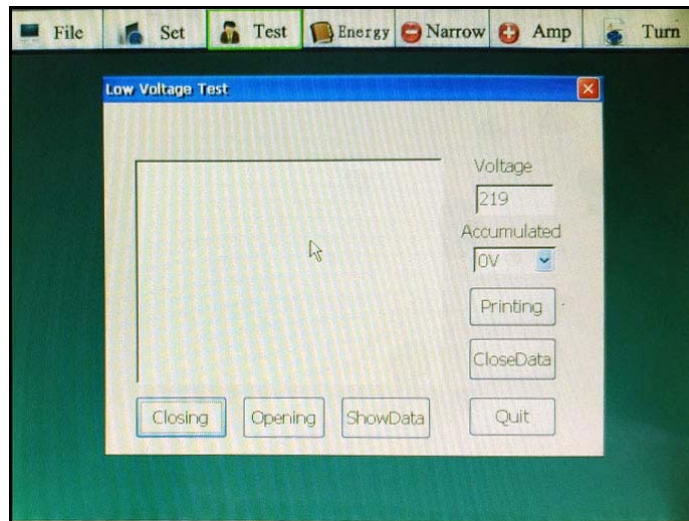 File Set Test Energy Narrow Amp Turn
Low Voltage Test
Voltage
219
Accumulated
0V
Printing
CloseData
Closing Opening ShowData Quit